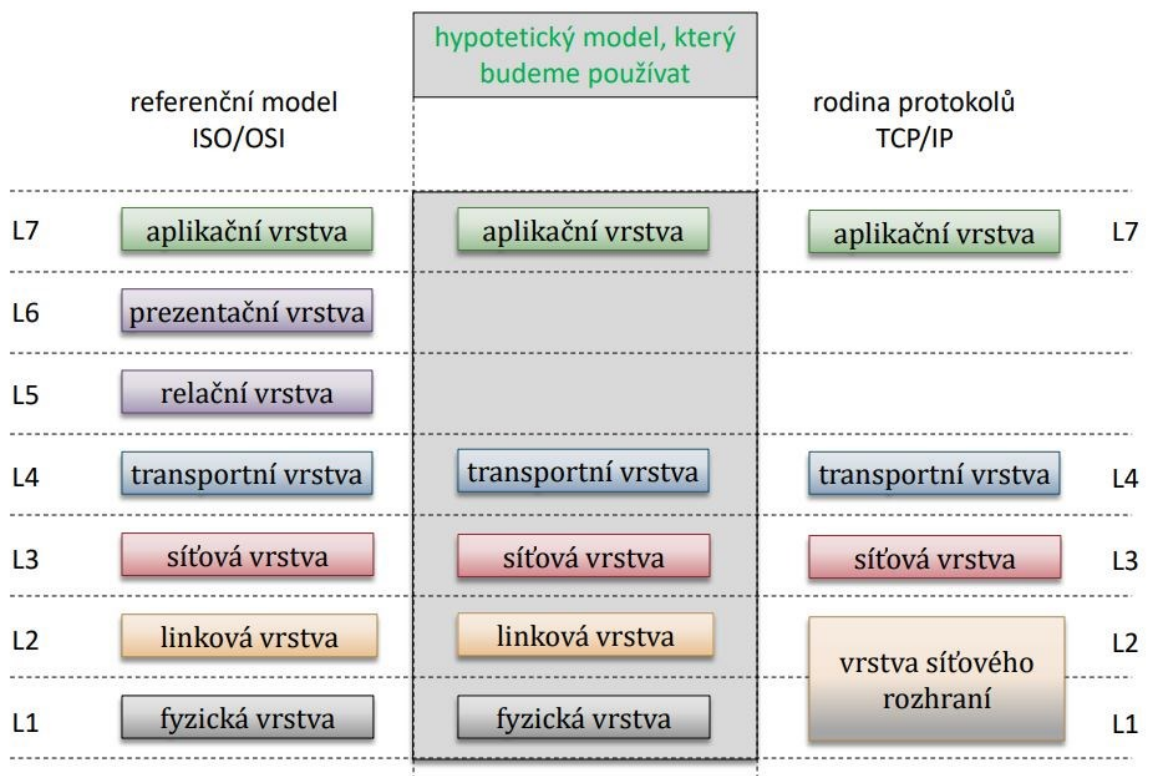 hypotetický model, který
budeme používat
referenční model
ISO/OSI
rodina protokolů
TCP/IP
L7 aplikační vrstva aplikační vrstva aplikační vrstva L7
L6 prezentační vrstva
L5 relační vrstva
L4 transportní vrstva transportní vrstva transportní vrstva L4
L3 síťová vrstva síťová vrstva síťová vrstva L3
L2 linková vrstva linková vrstva vrstva síťového L2
rozhraní
L1 fyzická vrstva fyzická vrstva L1